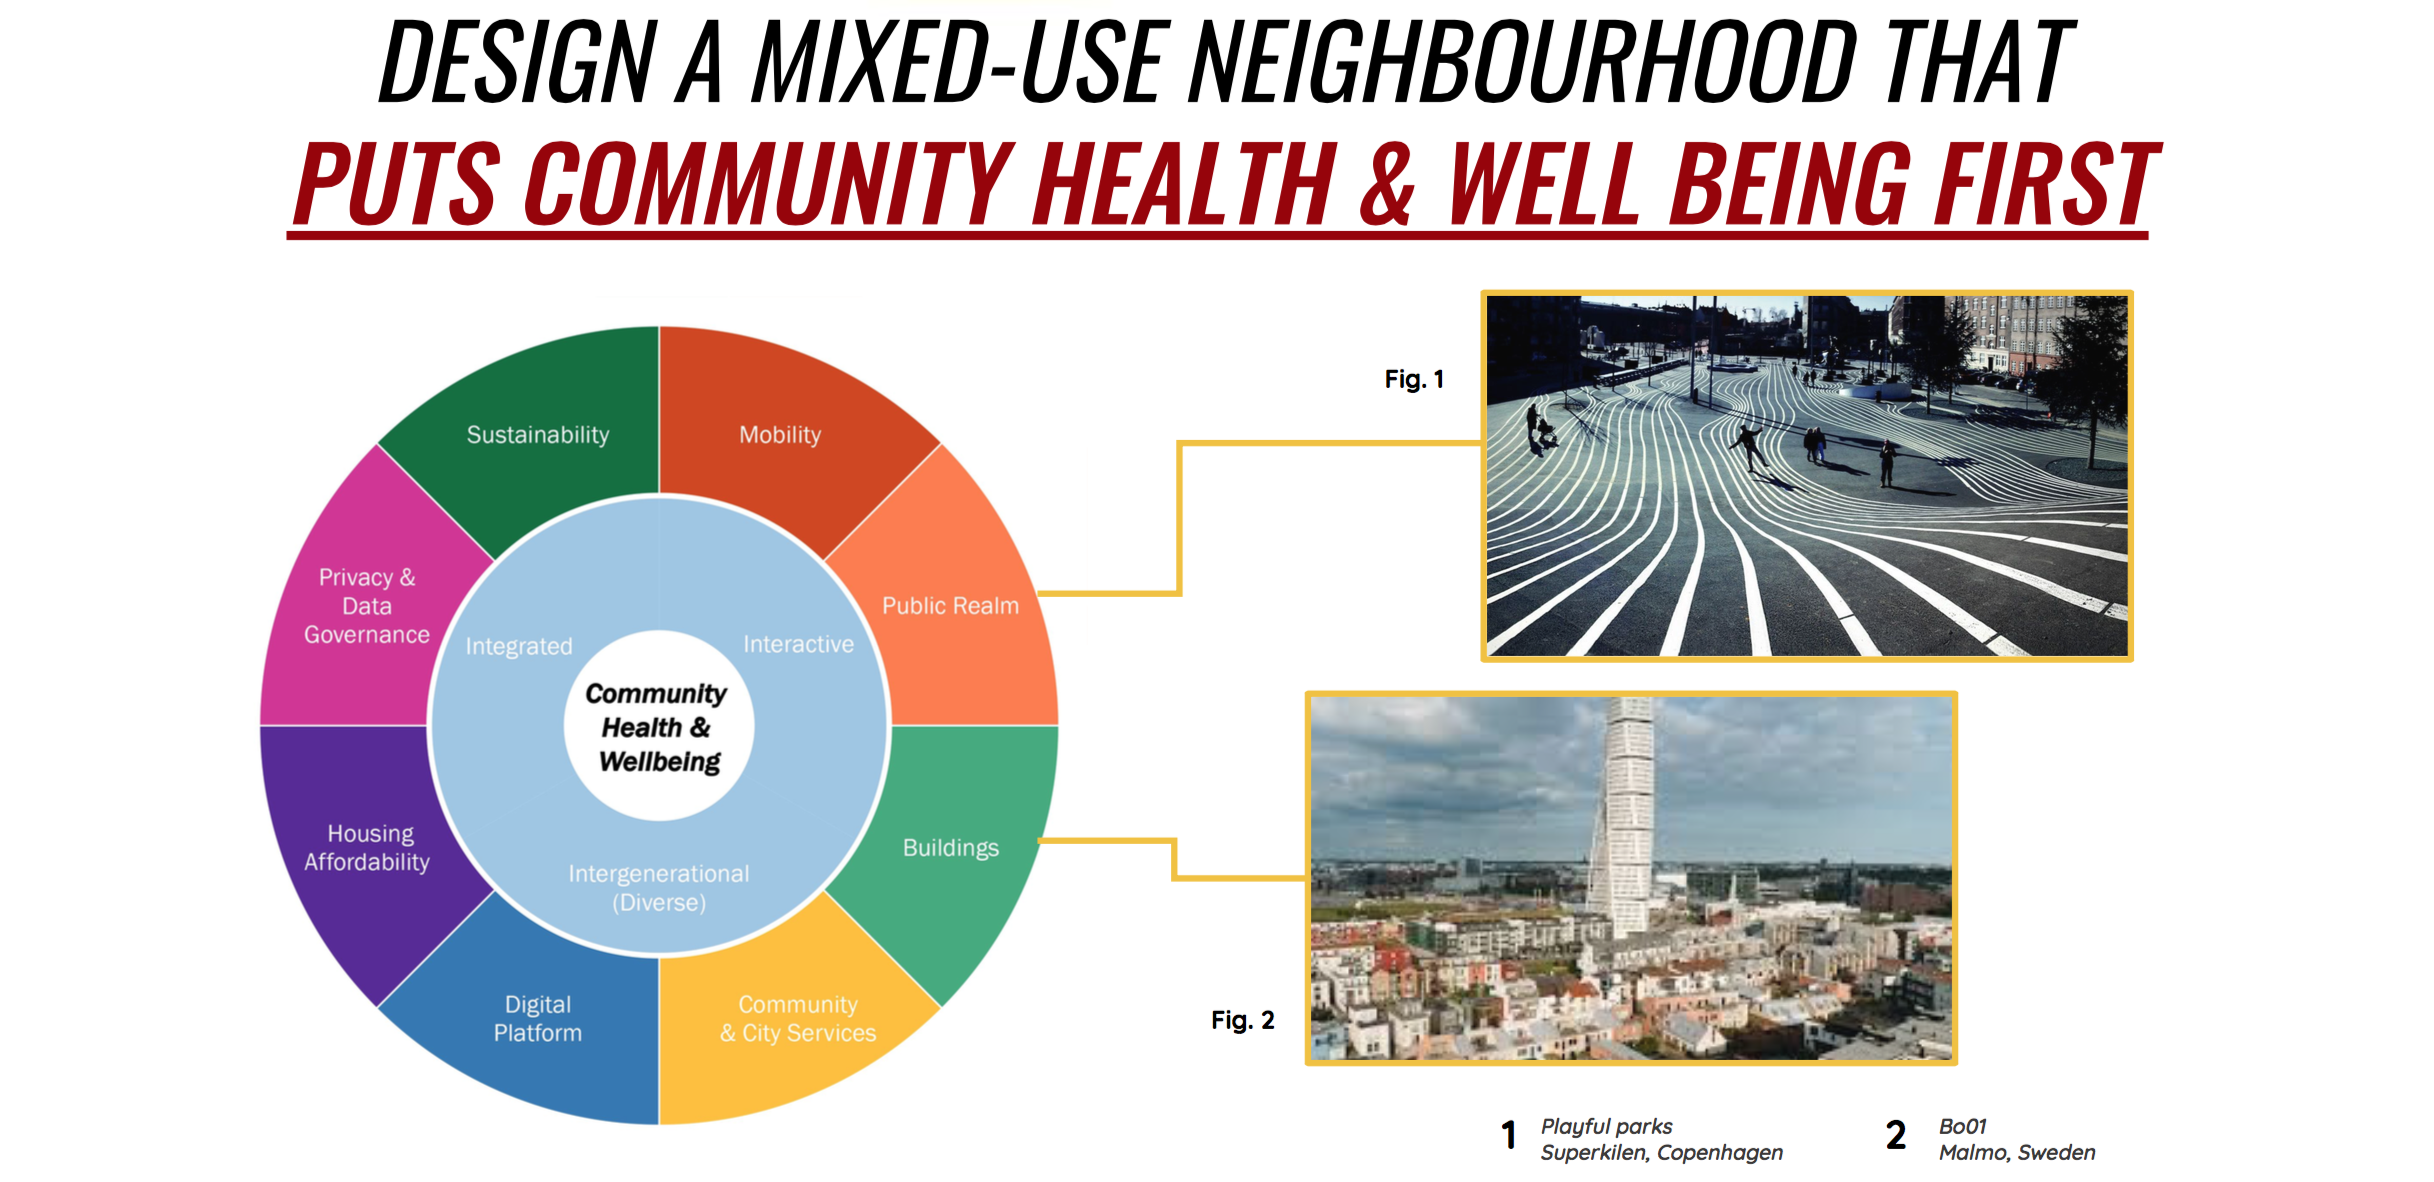 DESIGN A MIXED-USE NEIGHBOURHOOD THAT
PUTS COMMUNITY HEALTH & WELL BEING FIRST
Sustainability
Mobility
Public Realm
Buildings
Community
& City Services
Digital
Platform
Housing
Affordability
Privacy &
Data
Governance
Integrated
Interactive
Intergenerational
(Diverse)
Community
Health &
Wellbeing
Fig. 1
Fig. 2
1 Playful parks
Superkilen, Copenhagen
2 Bo01
Malmo, Sweden